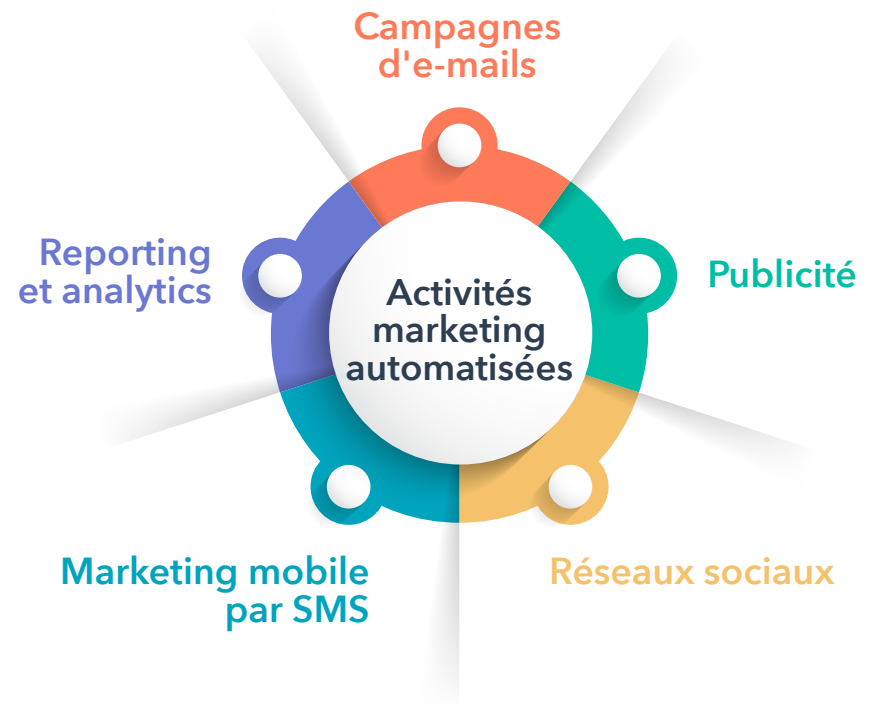 Campagnes
d'e-mails
Reporting
et analytics
Publicité
Activités
marketing
automatisées
Marketing mobile
par SMS
Réseaux sociaux